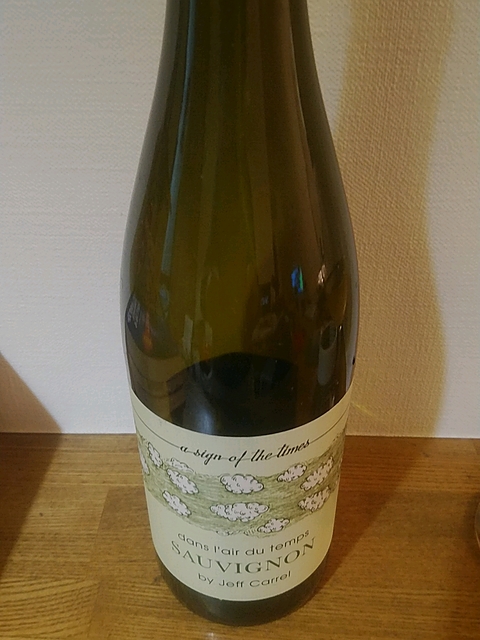 a sign of the times
dans l'air du temps
SAUVIGNON
by Jeff Carrel